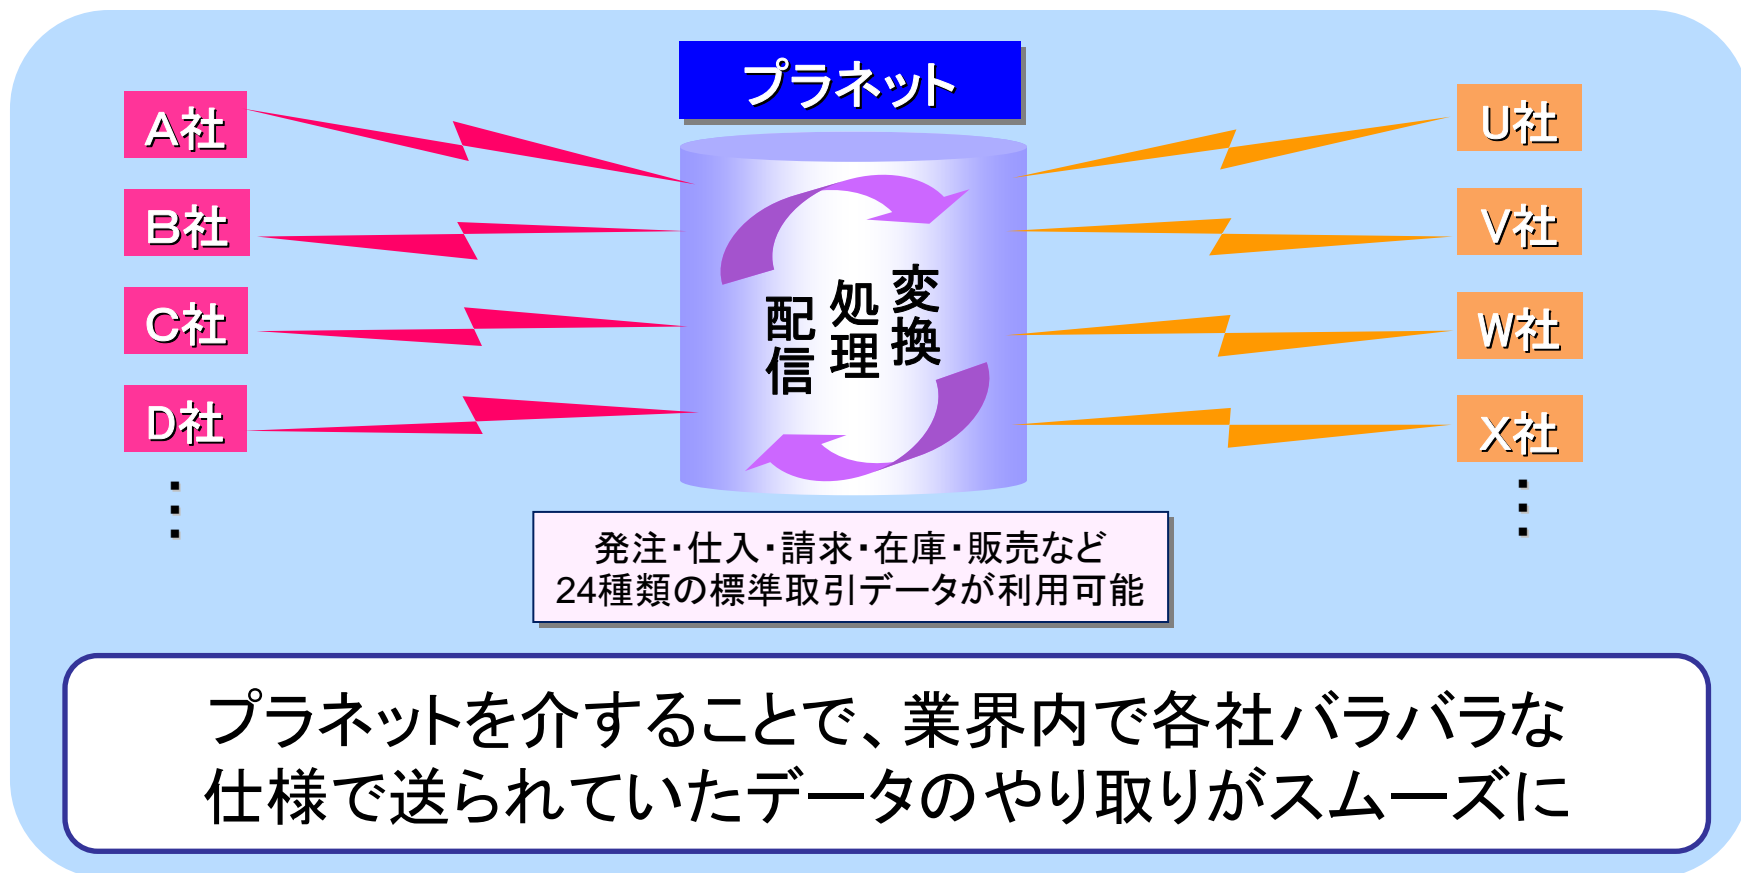 プラネット
A社
B社
C社
D社
U社
V社
W社
X社
変換
処理
配信
発注・仕入・請求・在庫・販売など
24種類の標準取引データが利用可能
プラネットを介することで、業界内で各社バラバラな
仕様で送られていたデータのやり取りがスムーズに